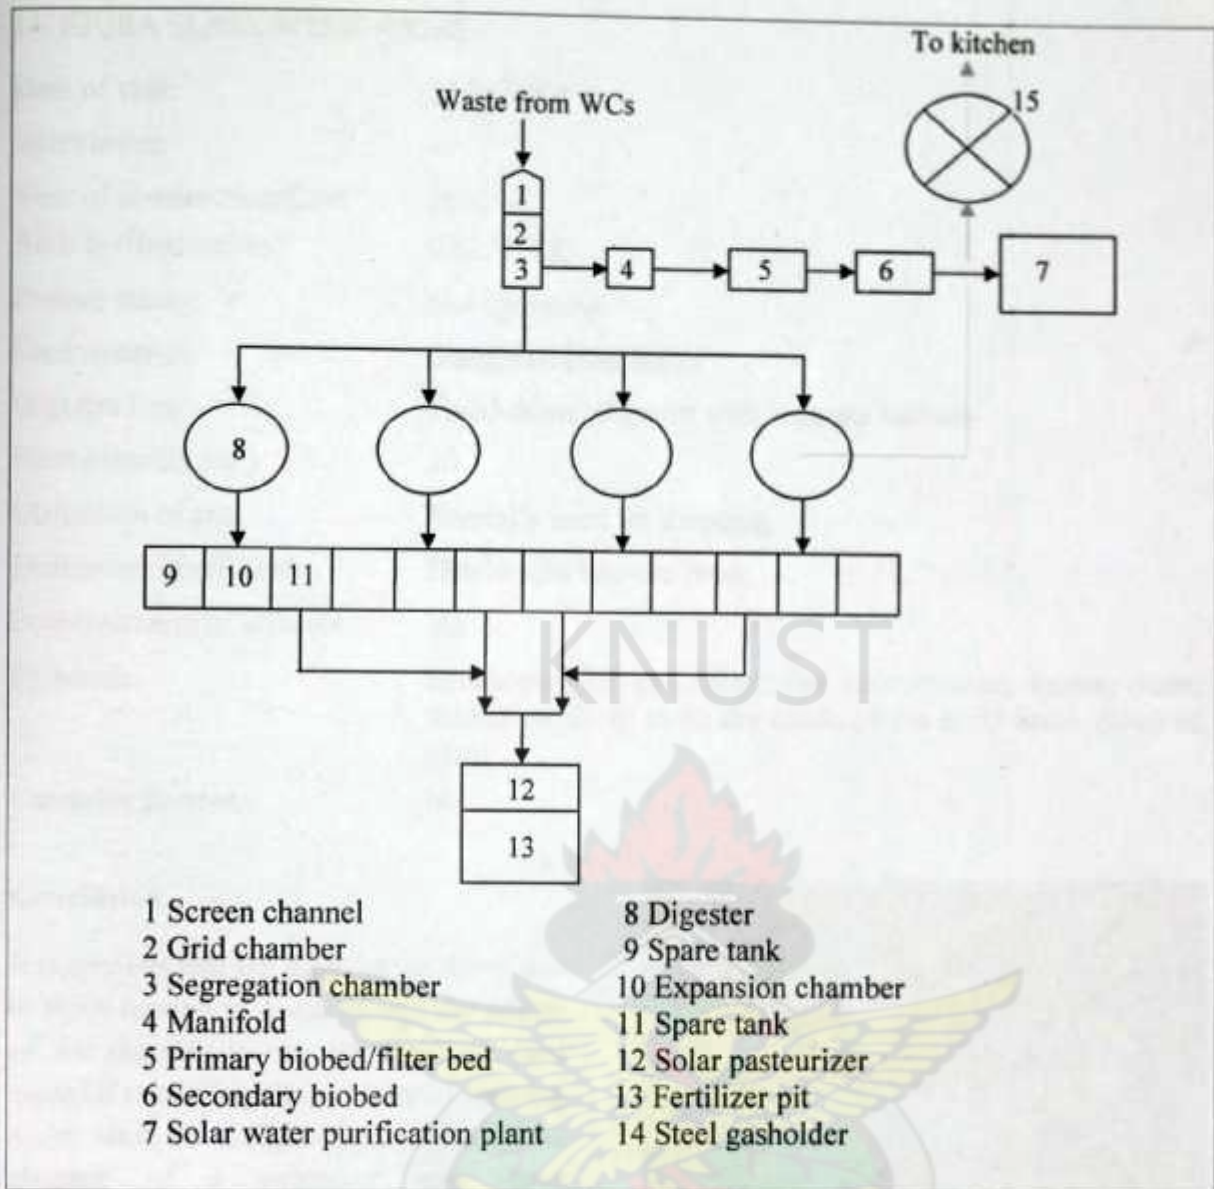 To kitchen
15
Waste from WCs
1
2
3
4
5
6
7
8
9
10
11
KNUST
12
13
1 Screen channel
2 Grid chamber
3 Segregation chamber
4 Manifold
5 Primary biobed/filter bed
6 Secondary biobed
7 Solar water purification plant
8 Digester
9 Spare tank
10 Expansion chamber
11 Spare tank
12 Solar pasteurizer
13 Fertilizer pit
14 Steel gasholder